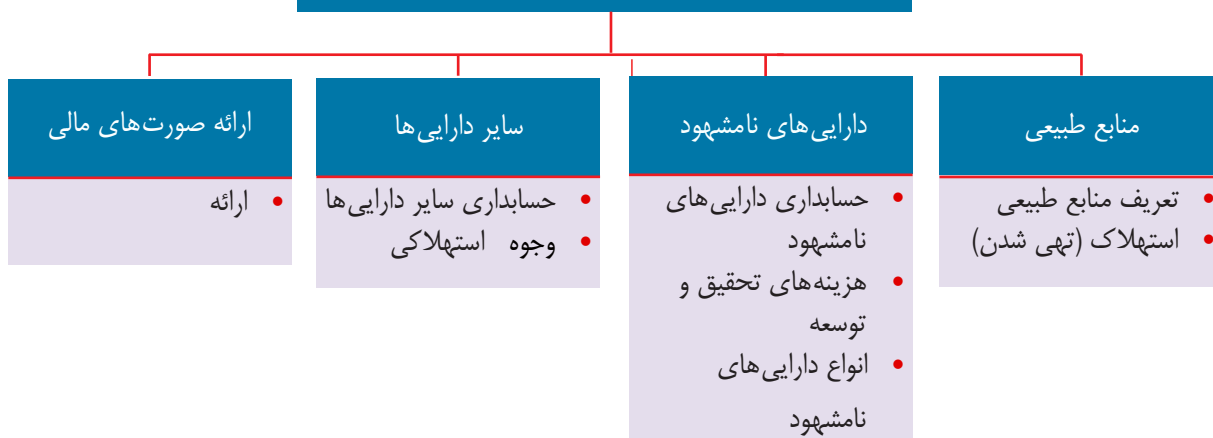 منابع طبیعی
• تعریف منابع طبیعی
• استهلاک (تهی شدن)
دارایی‌های نامشهود
• حسابداری دارایی‌های
نامشهود
• هزینه‌های تحقیق و
توسعه
• انواع دارایی‌های
نامشهود
سایر دارایی‌ها
• حسابداری سایر دارایی‌ها
• وجوه استهلاکی
ارائه صورت‌های مالی
• ارائه